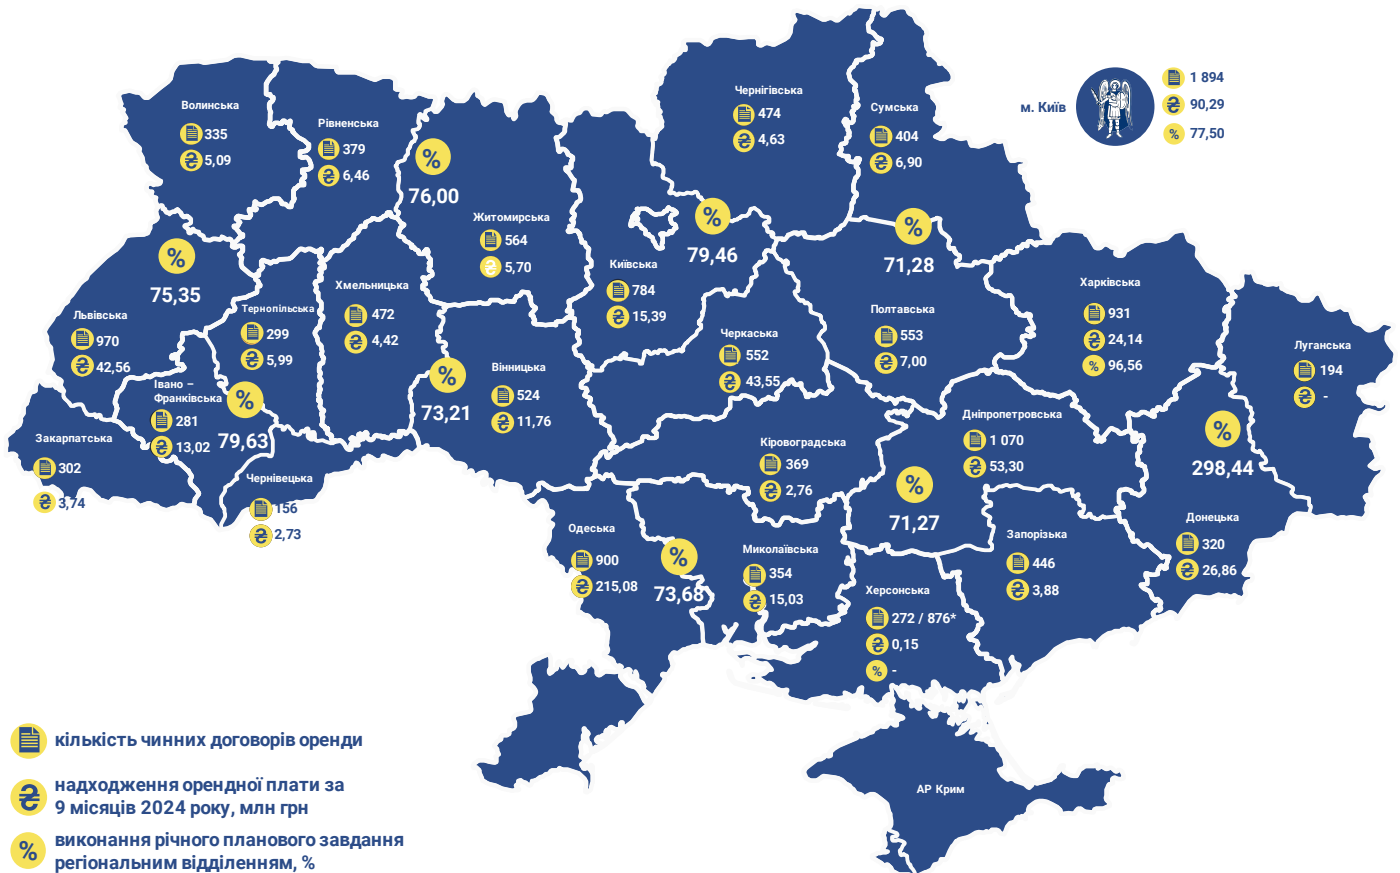 Волинська
335
5,09
Рівненська
379
6,46
%
76,00
Житомирська
564
5,70
Чернігівська
474
4,63
Сумська
404
6,90
м. Київ
1 894
90,29
%
77,50
%
75,35
Львівська
970
42,56
Тернопільська
299
5,99
Хмельницька
472
4,42
Київська
784
15,39
%
79,46
%
71,28
Полтавська
553
7,00
Харківська
931
24,14
%
96,56
Луганська
194
-
Черкаська
552
43,55
Вінницька
524
11,76
%
73,21
Івано –
Франківська
281
13,02
%
79,63
Закарпатська
302
3,74
Чернівецька
156
2,73
Кіровоградська
369
2,76
Дніпропетровська
1 070
53,30
%
71,27
%
298,44
Донецька
320
26,86
Запорізька
446
3,88
Одеська
900
215,08
%
73,68
Миколаївська
354
15,03
Херсонська
272 / 876*
0,15
%
-
АР Крим
кількість чинних договорів оренди
надходження орендної плати за
9 місяців 2024 року, млн грн
%
виконання річного планового завдання
регіональним відділенням, %